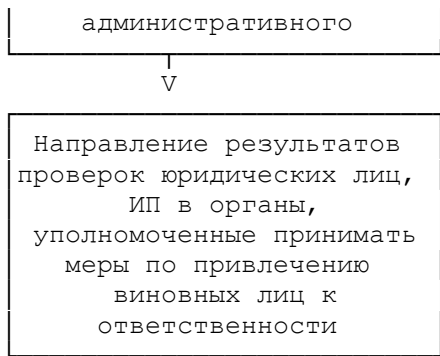 административного
V
Направление результатов
проверок юридических лиц,
ИП в органы,
уполномоченные принимать
меры по привлечению
виновных лиц к
ответственности